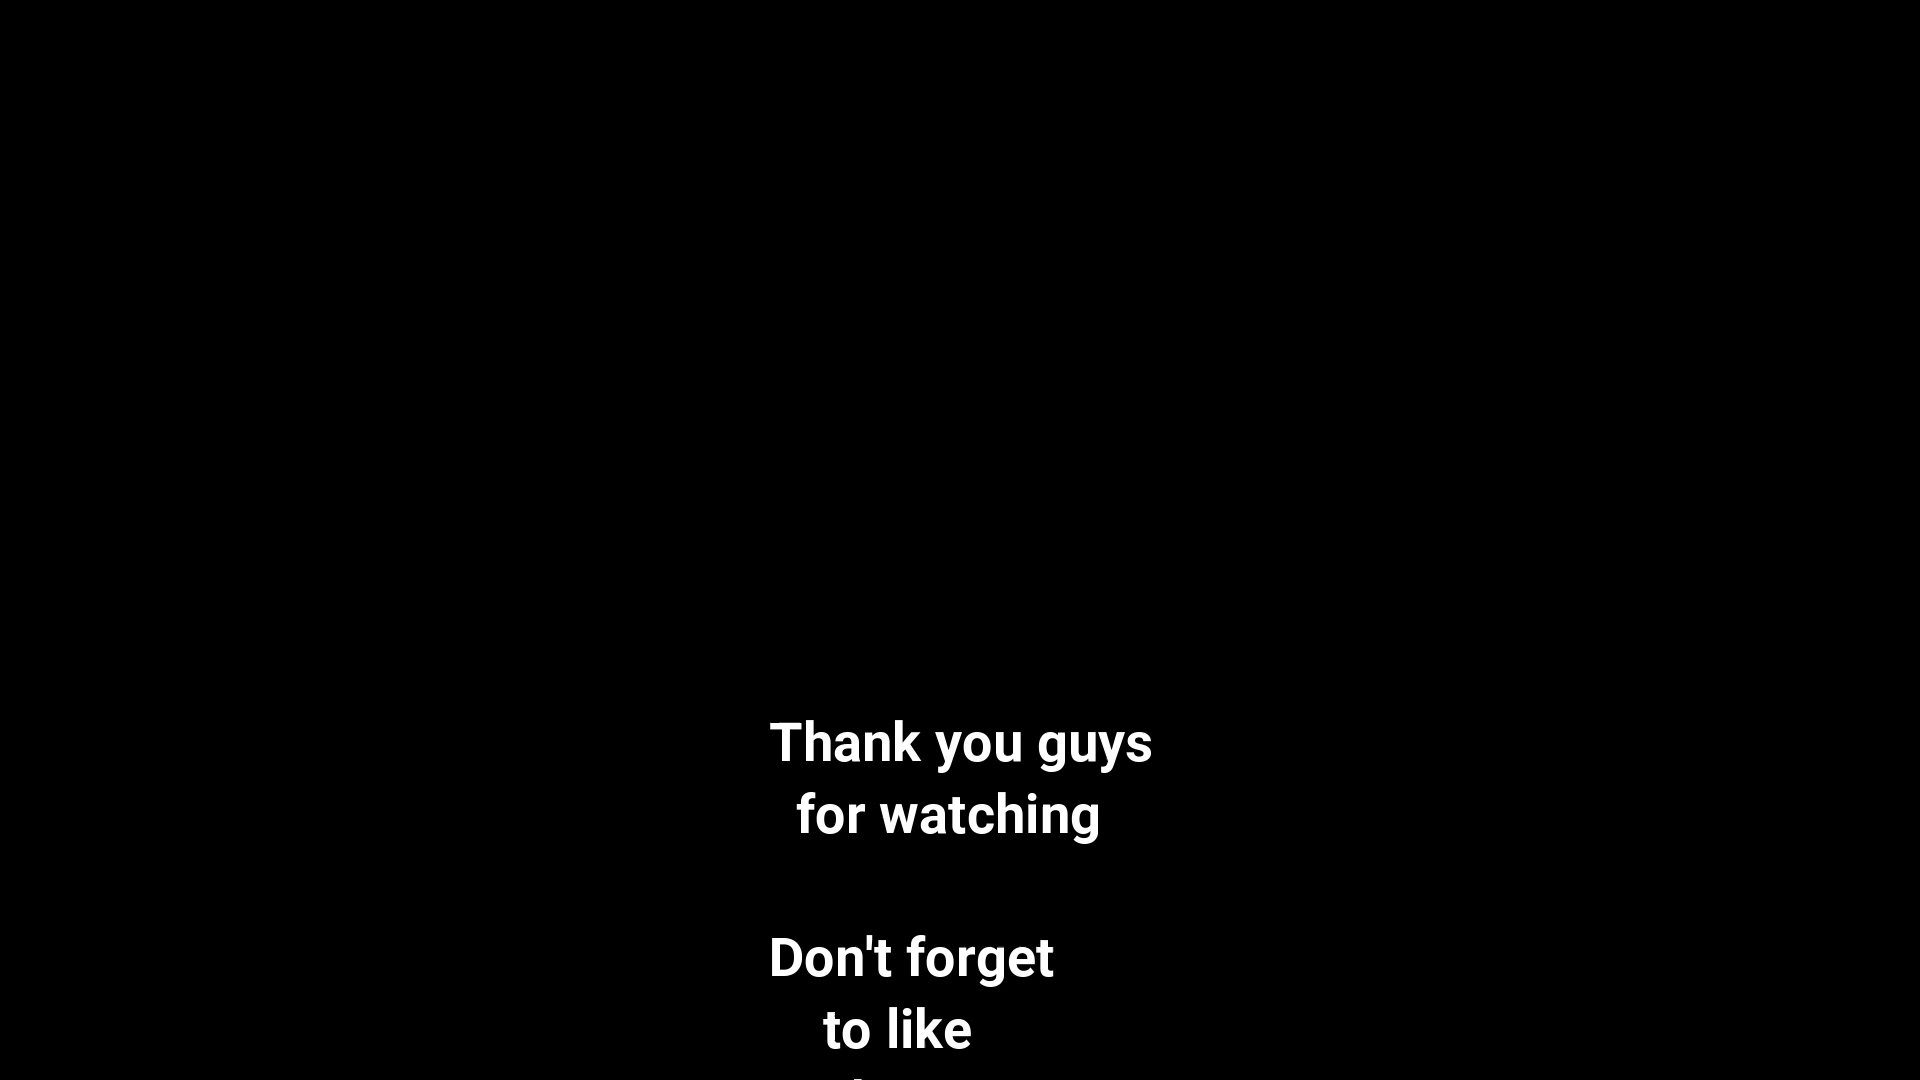 Thank you guys
for watching
Don't forget
to like